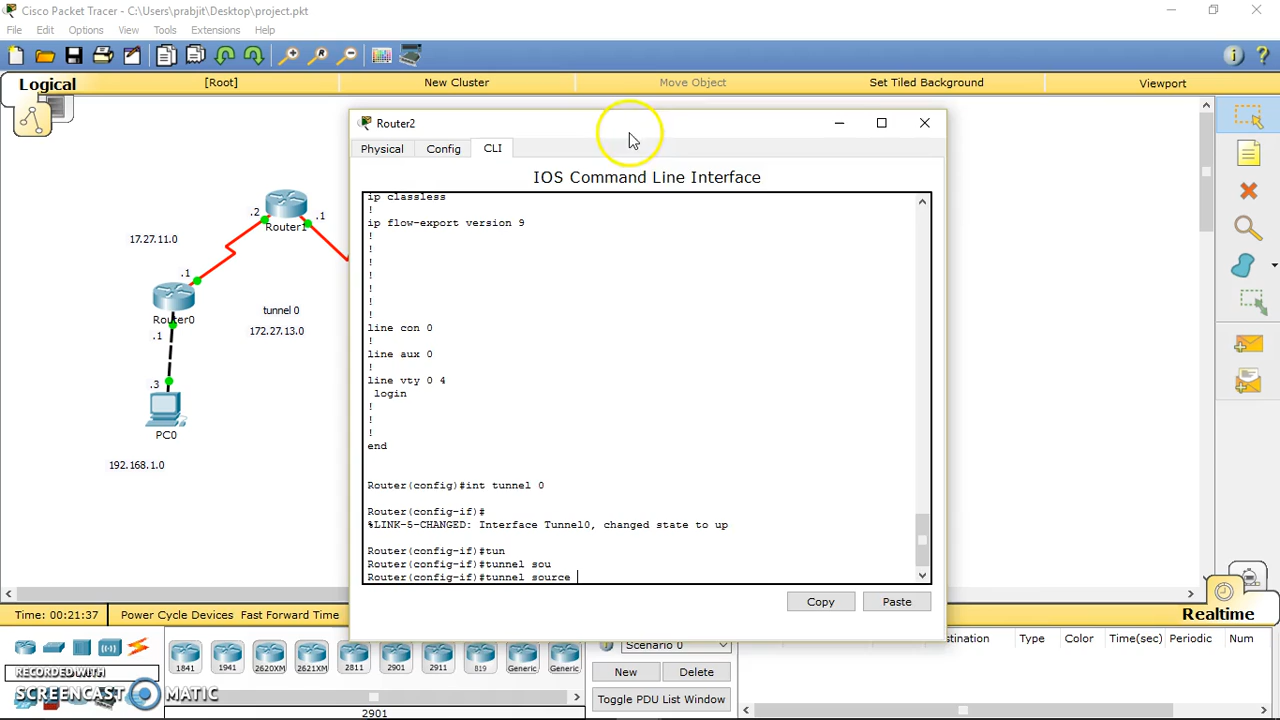 Cisco Packet Tracer - C:\Users\prabjit\Desktop\project.pkt
File Edit Options View Tools Extensions Help
Logical [Root] New Cluster Move Object Set Tiled Background Viewport
Router2
Physical Config CLI
IOS Command Line Interface
ip classless
!
ip flow-export version 9
!
!
!
!
!
!
!
line con 0
!
line aux 0
!
line vty 0 4
login
!
!
!
end
Router(config)#int tunnel 0
Router(config-if)#
%LINK-5-CHANGED: Interface Tunnel0, changed state to up
Router(config-if)#tun
Router(config-if)#tunnel sou
Router(config-if)#tunnel source
Copy Paste
.2 .1
Router1
17.27.11.0
.1
Router0
tunnel 0
172.27.13.0
.1
.3
PC0
192.168.1.0
Time: 00:21:37 Power Cycle Devices Fast Forward Time
Realtime
Scenario 0
New Delete
Toggle PDU List Window
1841 1941 2620XM 2621XM 2811 2901 2911 819 Generic Generic
2901
stination Type Color Time(sec) Periodic Num
RECORDED WITH
SCREENCAST MATIC